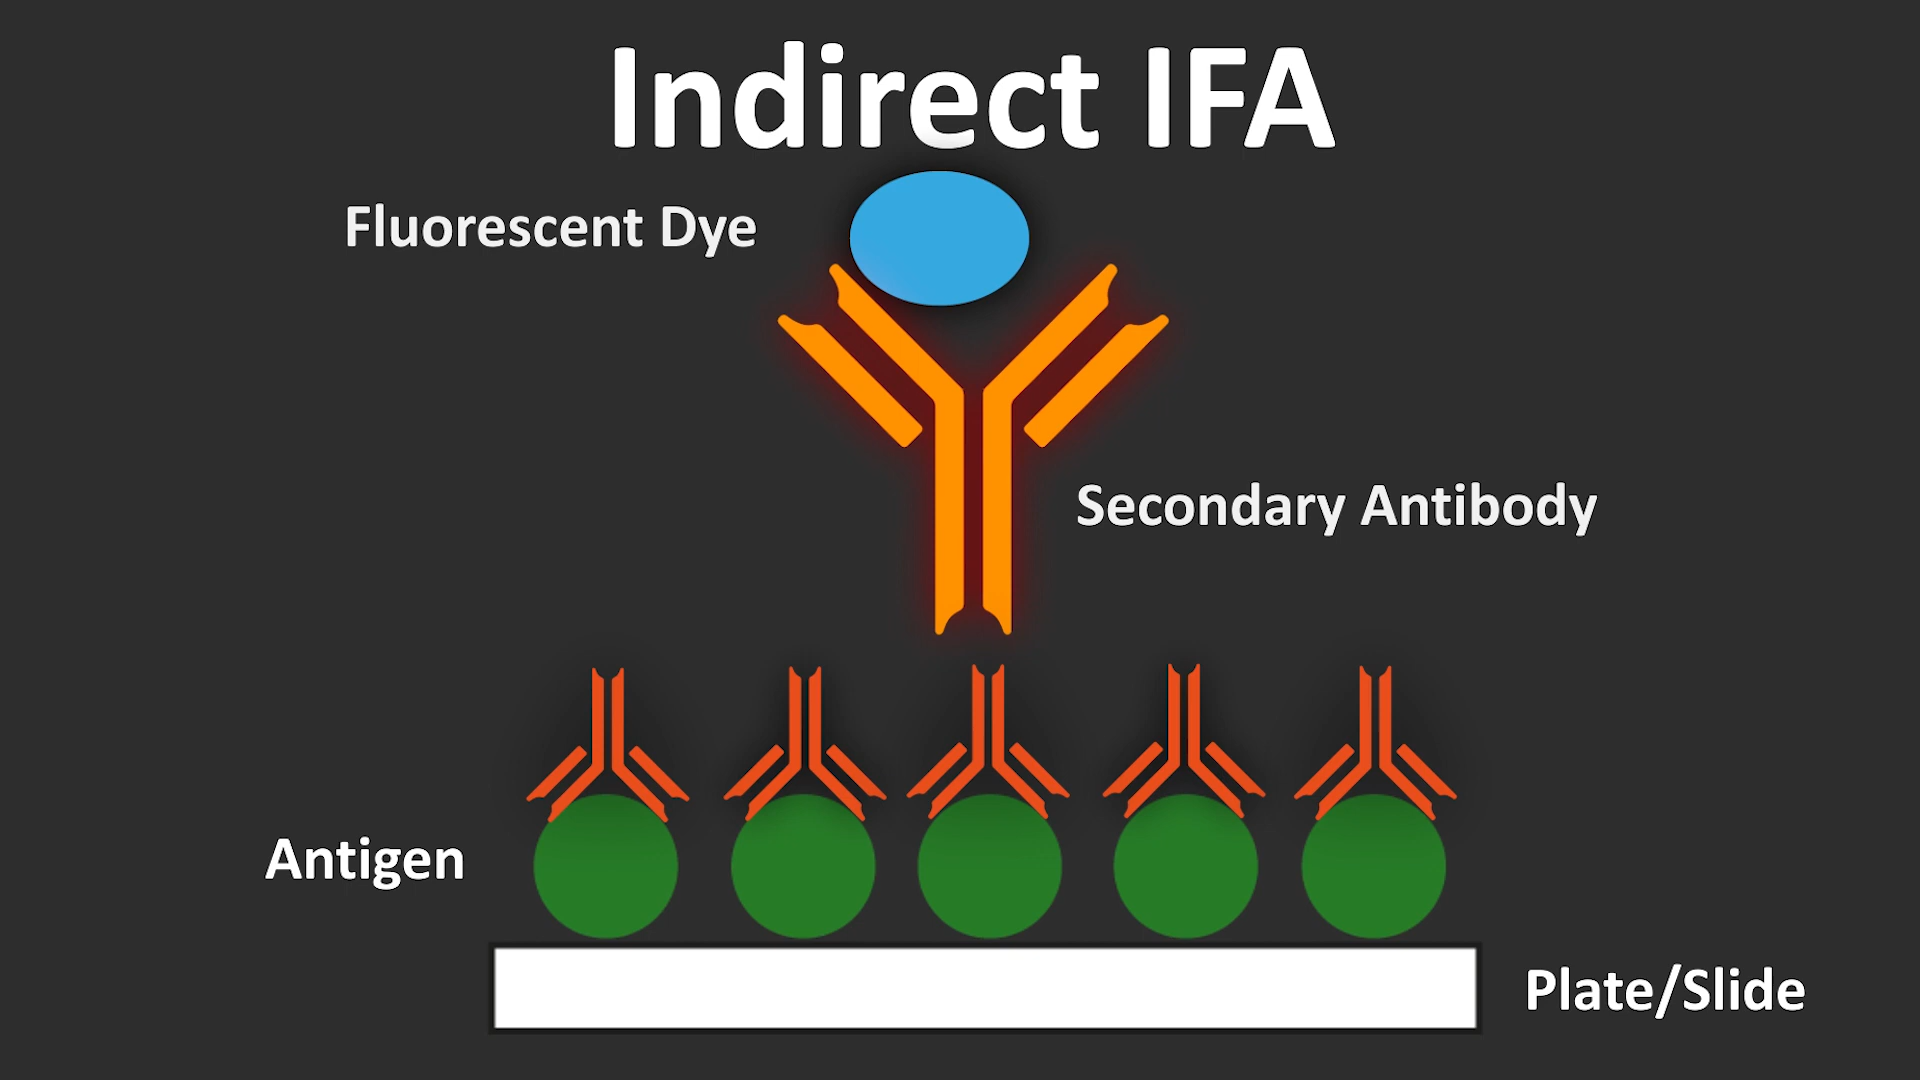 Indirect IFA
Fluorescent Dye
Secondary Antibody
Antigen
Plate/Slide